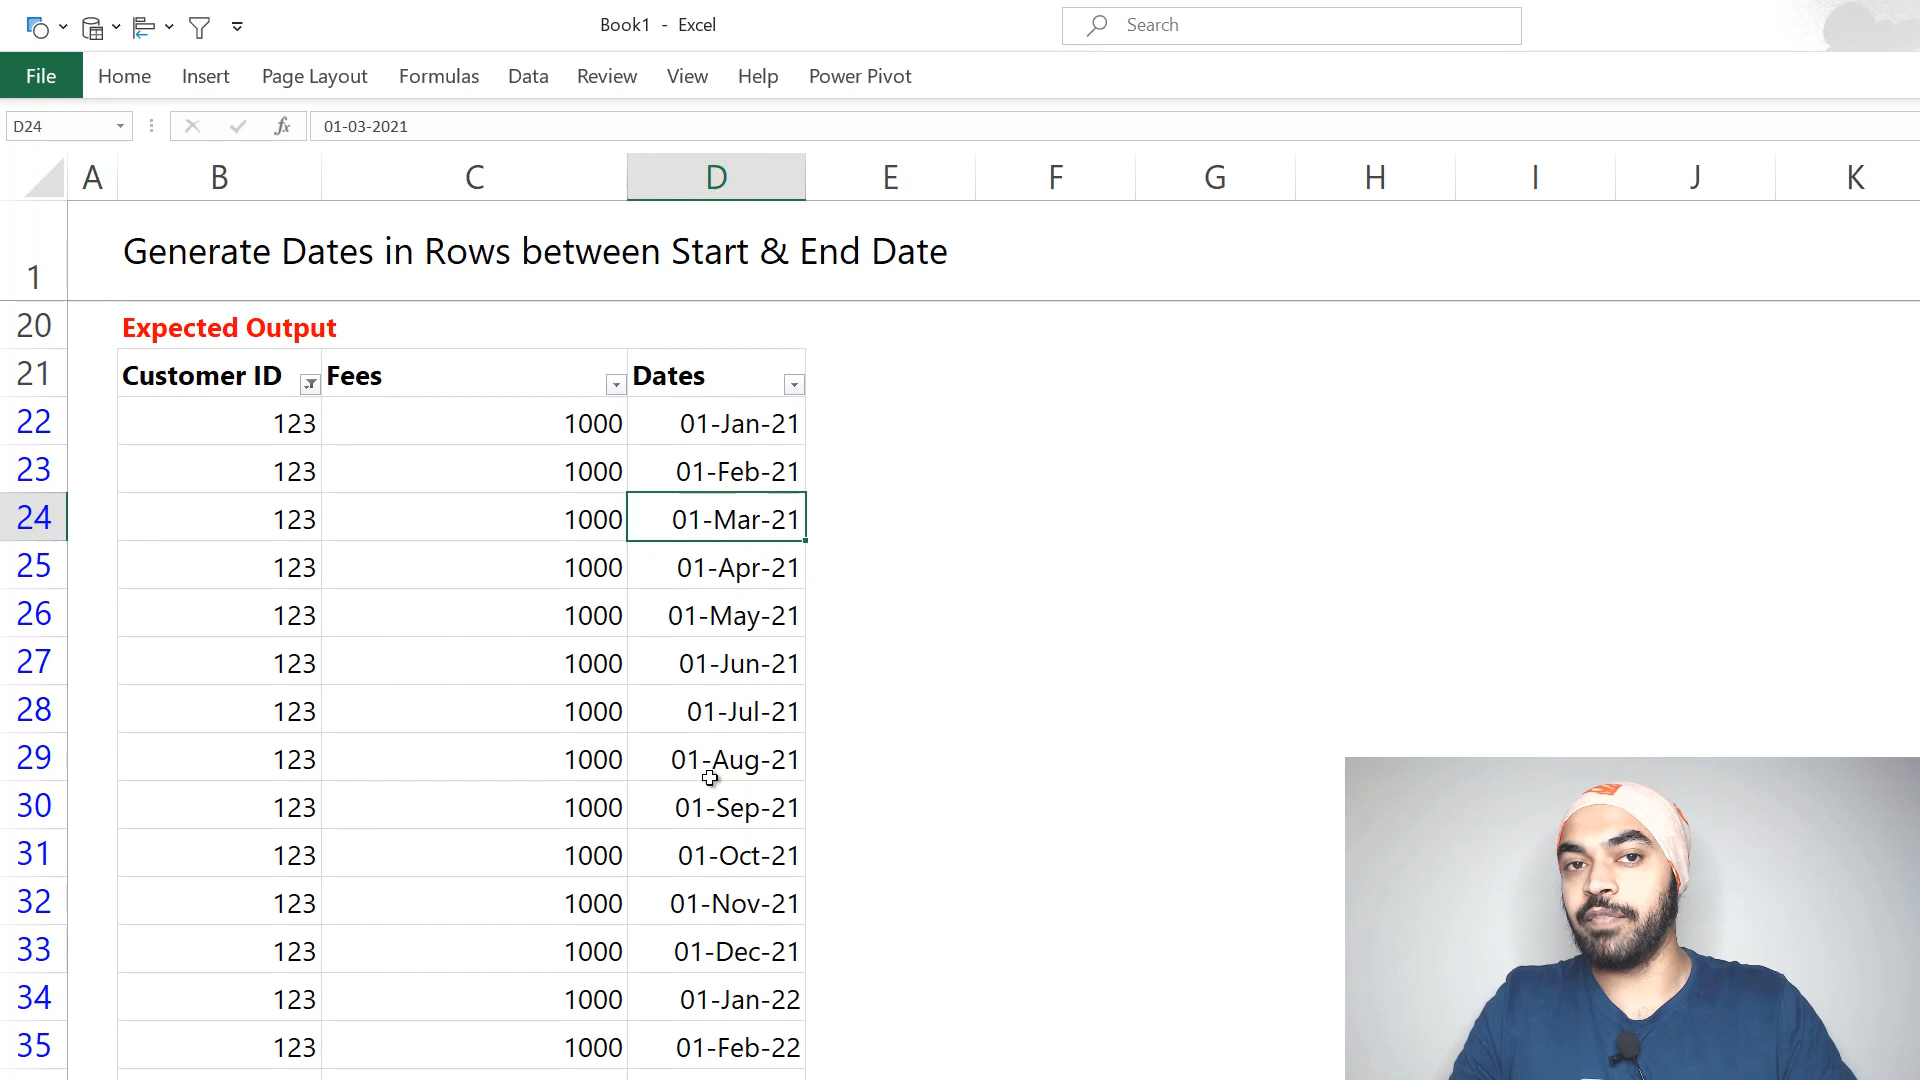 Book1 - Excel
Search
File Home Insert Page Layout Formulas Data Review View Help Power Pivot
D24 fx 01-03-2021
A B C D E F G H I J K
1 Generate Dates in Rows between Start & End Date
20 Expected Output
21 Customer ID Fees Dates
22 123 1000 01-Jan-21
23 123 1000 01-Feb-21
24 123 1000 01-Mar-21
25 123 1000 01-Apr-21
26 123 1000 01-May-21
27 123 1000 01-Jun-21
28 123 1000 01-Jul-21
29 123 1000 01-Aug-21
30 123 1000 01-Sep-21
31 123 1000 01-Oct-21
32 123 1000 01-Nov-21
33 123 1000 01-Dec-21
34 123 1000 01-Jan-22
35 123 1000 01-Feb-22